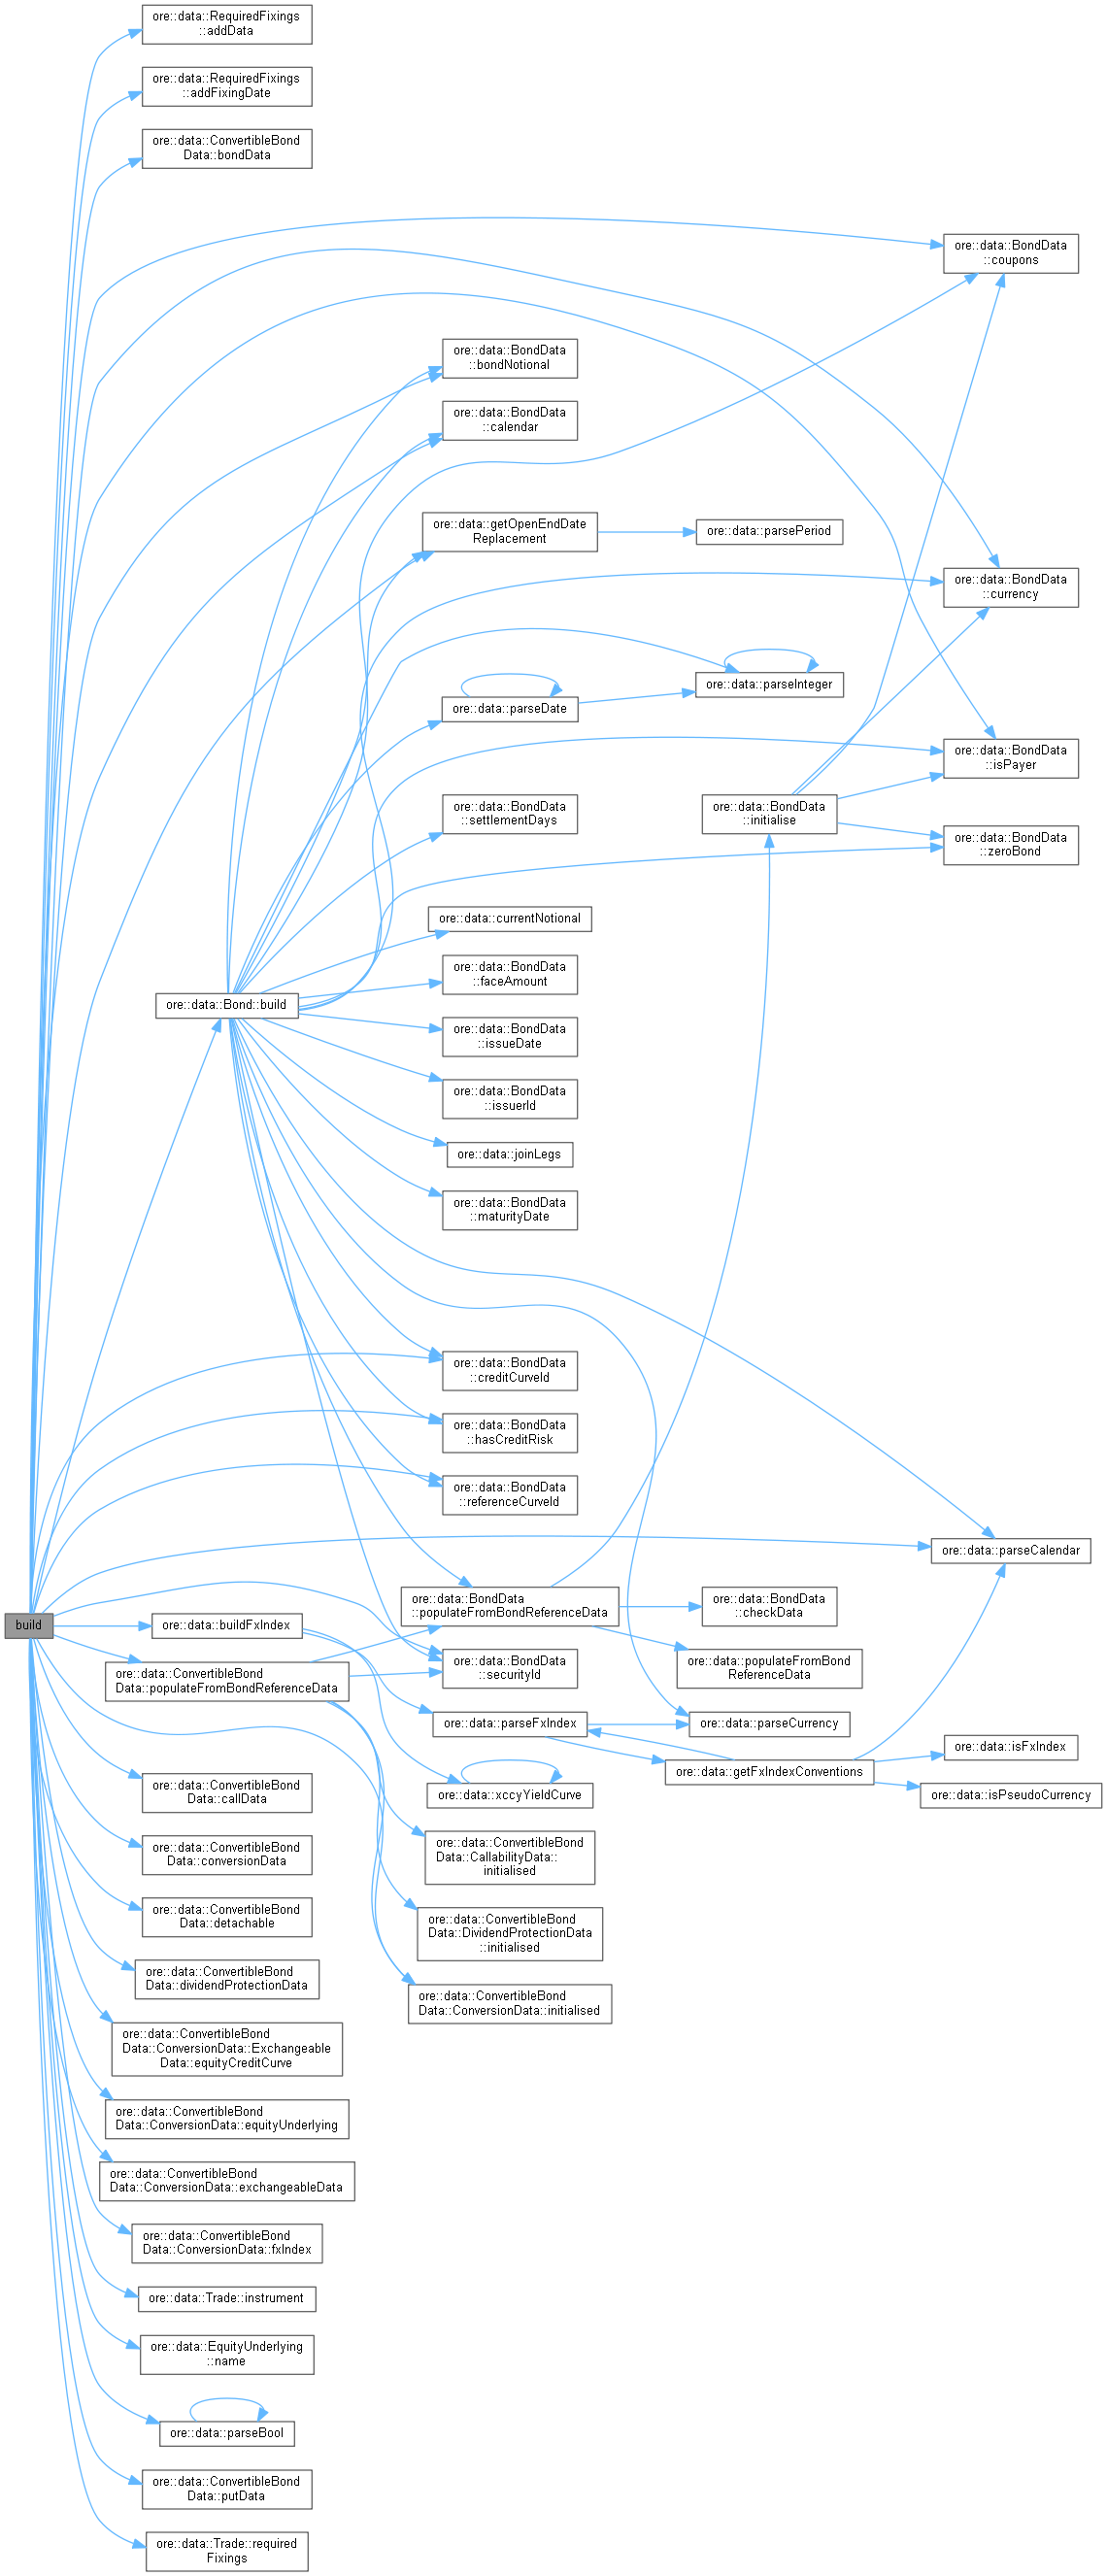 ore::data::RequiredFixings
::addData
ore::data::RequiredFixings
::addFixingDate
ore::data::ConvertibleBond
Data::bondData
ore::data::BondData
::coupons
ore::data::BondData
::bondNotional
ore::data::BondData
::calendar
ore::data::getOpenEndDate
Replacement
ore::data::parsePeriod
ore::data::BondData
::currency
ore::data::parseInteger
ore::data::parseDate
ore::data::BondData
::isPayer
ore::data::BondData
::settlementDays
ore::data::BondData
::initialise
ore::data::BondData
::zeroBond
ore::data::currentNotional
ore::data::BondData
::faceAmount
ore::data::Bond::build
ore::data::BondData
::issueDate
ore::data::BondData
::issuerId
ore::data::joinLegs
ore::data::BondData
::maturityDate
ore::data::BondData
::creditCurveId
ore::data::BondData
::hasCreditRisk
ore::data::BondData
::referenceCurveId
ore::data::parseCalendar
ore::data::BondData
::populateFromBondReferenceData
ore::data::BondData
::checkData
build
ore::data::buildFxIndex
ore::data::BondData
::securityId
ore::data::populateFromBond
ReferenceData
ore::data::ConvertibleBond
Data::populateFromBondReferenceData
ore::data::parseFxIndex
ore::data::parseCurrency
ore::data::isFxIndex
ore::data::getFxIndexConventions
ore::data::isPseudoCurrency
ore::data::xccyYieldCurve
ore::data::ConvertibleBond
Data::callData
ore::data::ConvertibleBond
Data::CallabilityData::
initialised
ore::data::ConvertibleBond
Data::conversionData
ore::data::ConvertibleBond
Data::detachable
ore::data::ConvertibleBond
Data::DividendProtectionData
::initialised
ore::data::ConvertibleBond
Data::dividendProtectionData
ore::data::ConvertibleBond
Data::ConversionData::initialised
ore::data::ConvertibleBond
Data::ConversionData::Exchangeable
Data::equityCreditCurve
ore::data::ConvertibleBond
Data::ConversionData::equityUnderlying
ore::data::ConvertibleBond
Data::ConversionData::exchangeableData
ore::data::ConvertibleBond
Data::ConversionData::fxIndex
ore::data::Trade::instrument
ore::data::EquityUnderlying
::name
ore::data::parseBool
ore::data::ConvertibleBond
Data::putData
ore::data::Trade::required
Fixings